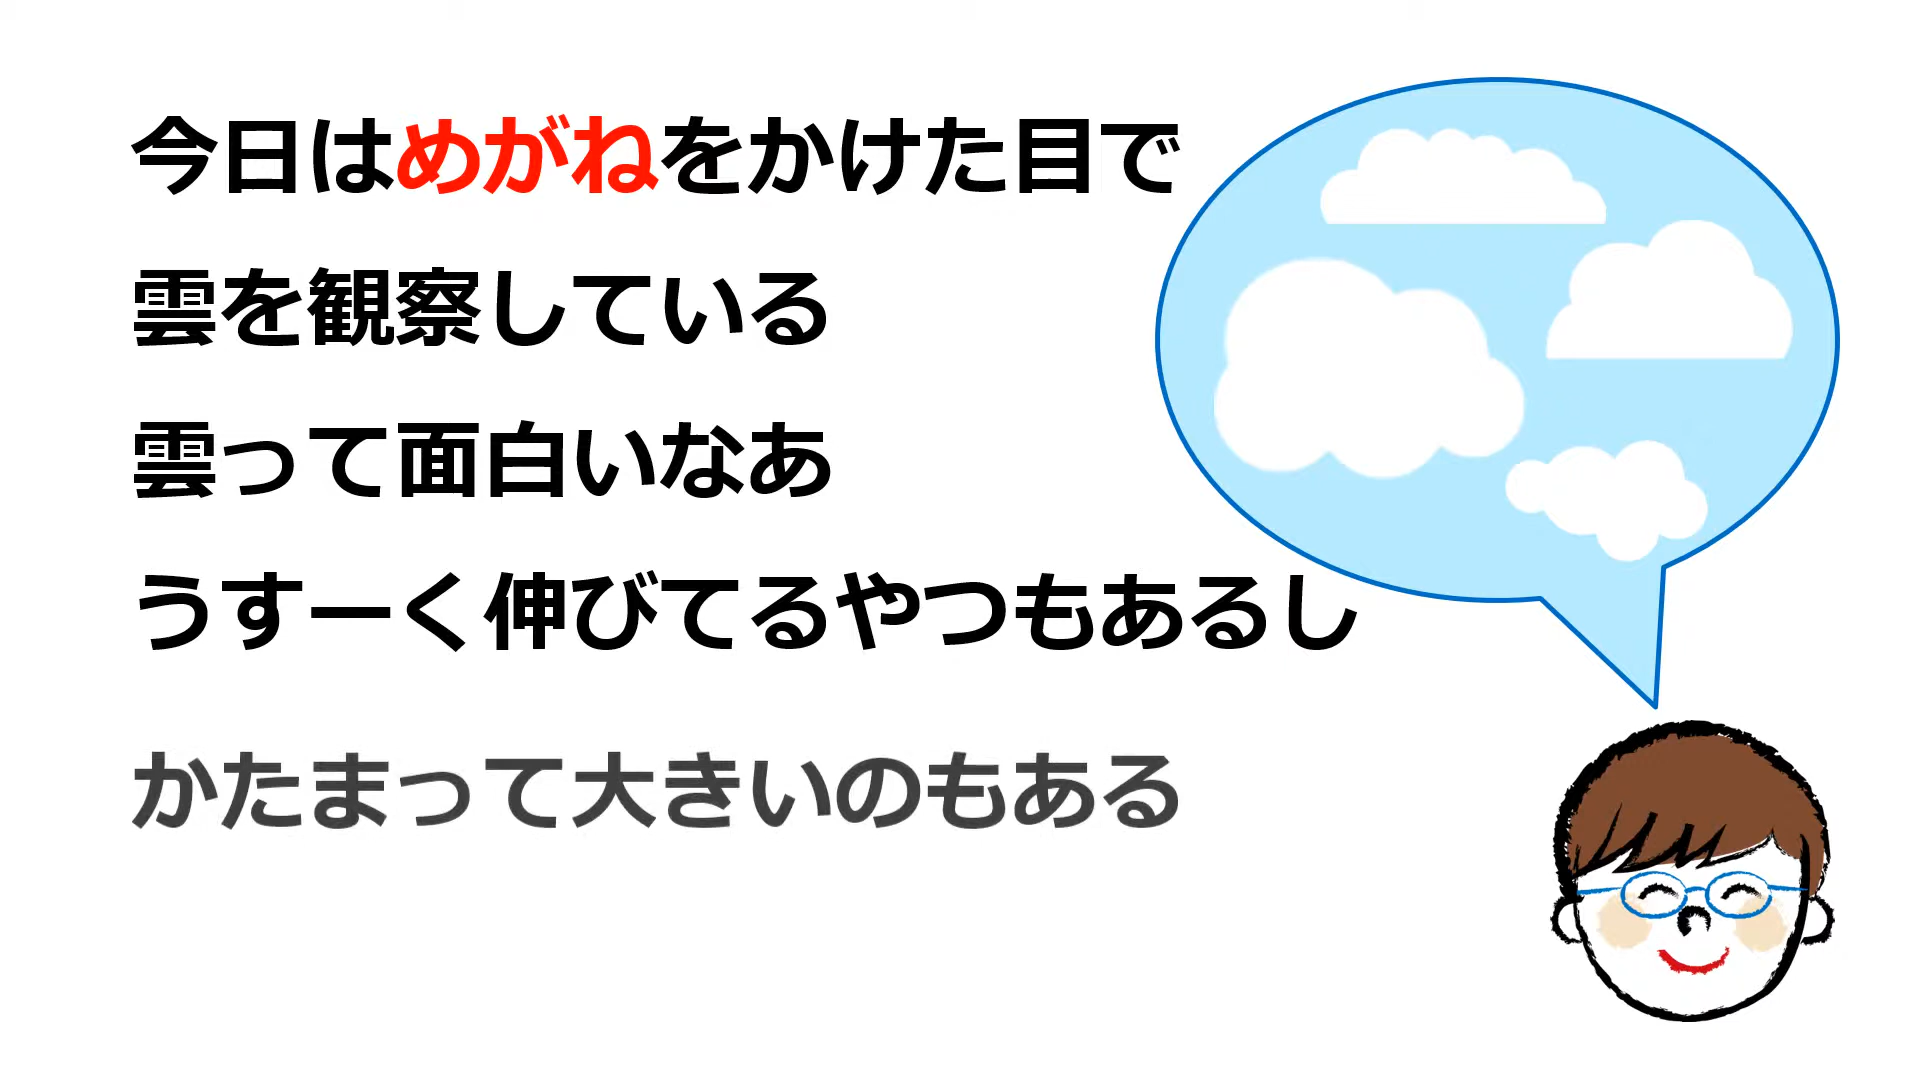 今日はめがねをかけた目で
雲を観察している
雲って面白いなあ
うすーく伸びてるやつもあるし
かたまって大きいのもある